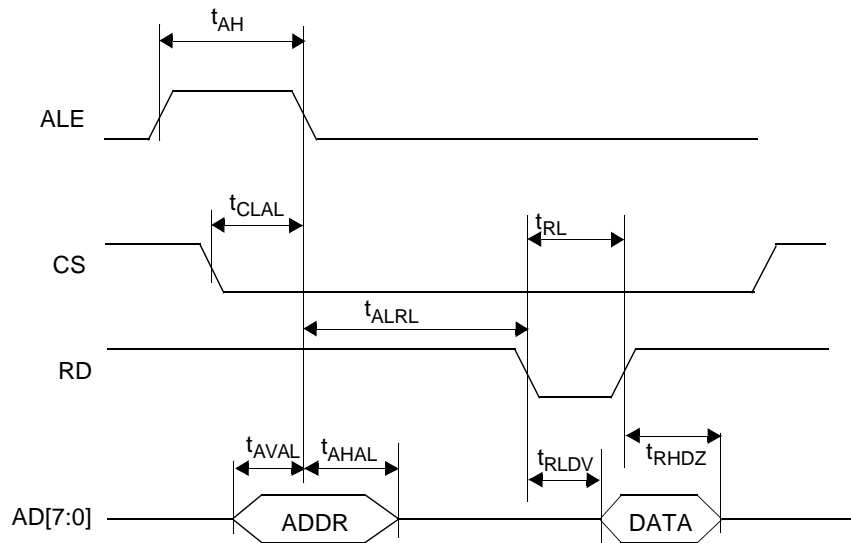 tAH
ALE
tCLAL
tRL
CS
tALRL
RD
tAVAL
tAHAL
tRLDV
tRHDZ
AD[7:0]
ADDR
DATA